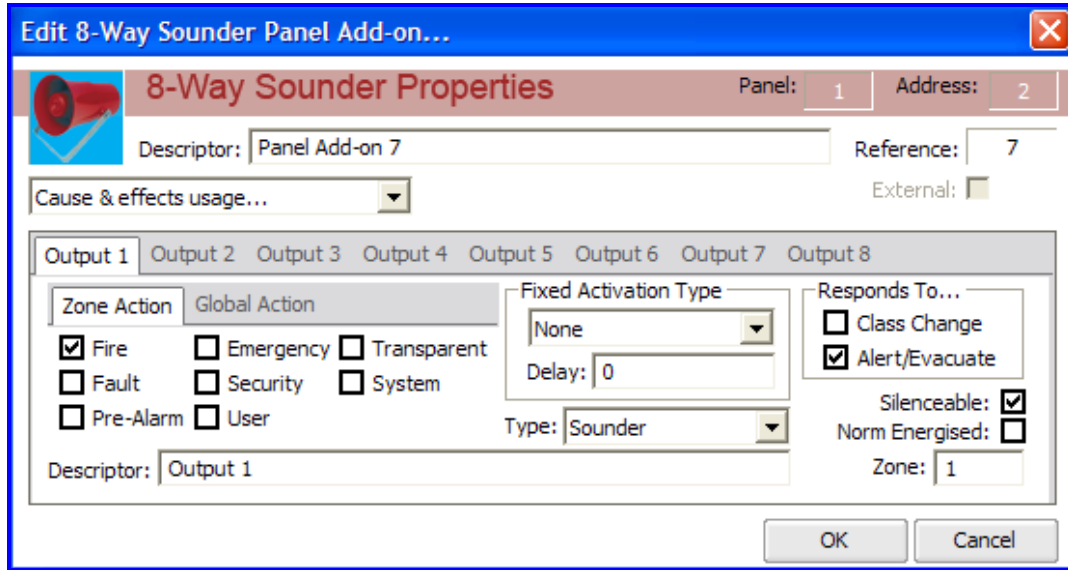 Edit 8-Way Sounder Panel Add-on...
8-Way Sounder Properties Panel: 1 Address: 2
Descriptor: Panel Add-on 7 Reference: 7
Cause & effects usage... External:
Output 1 Output 2 Output 3 Output 4 Output 5 Output 6 Output 7 Output 8
Zone Action Global Action
Fire Emergency Transparent
Fault Security System
Pre-Alarm User
Fixed Activation Type
None
Delay: 0
Type: Sounder
Responds To...
Class Change
Alert/Evacuate
Silenceable:
Norm Energised:
Descriptor: Output 1 Zone: 1
OK Cancel